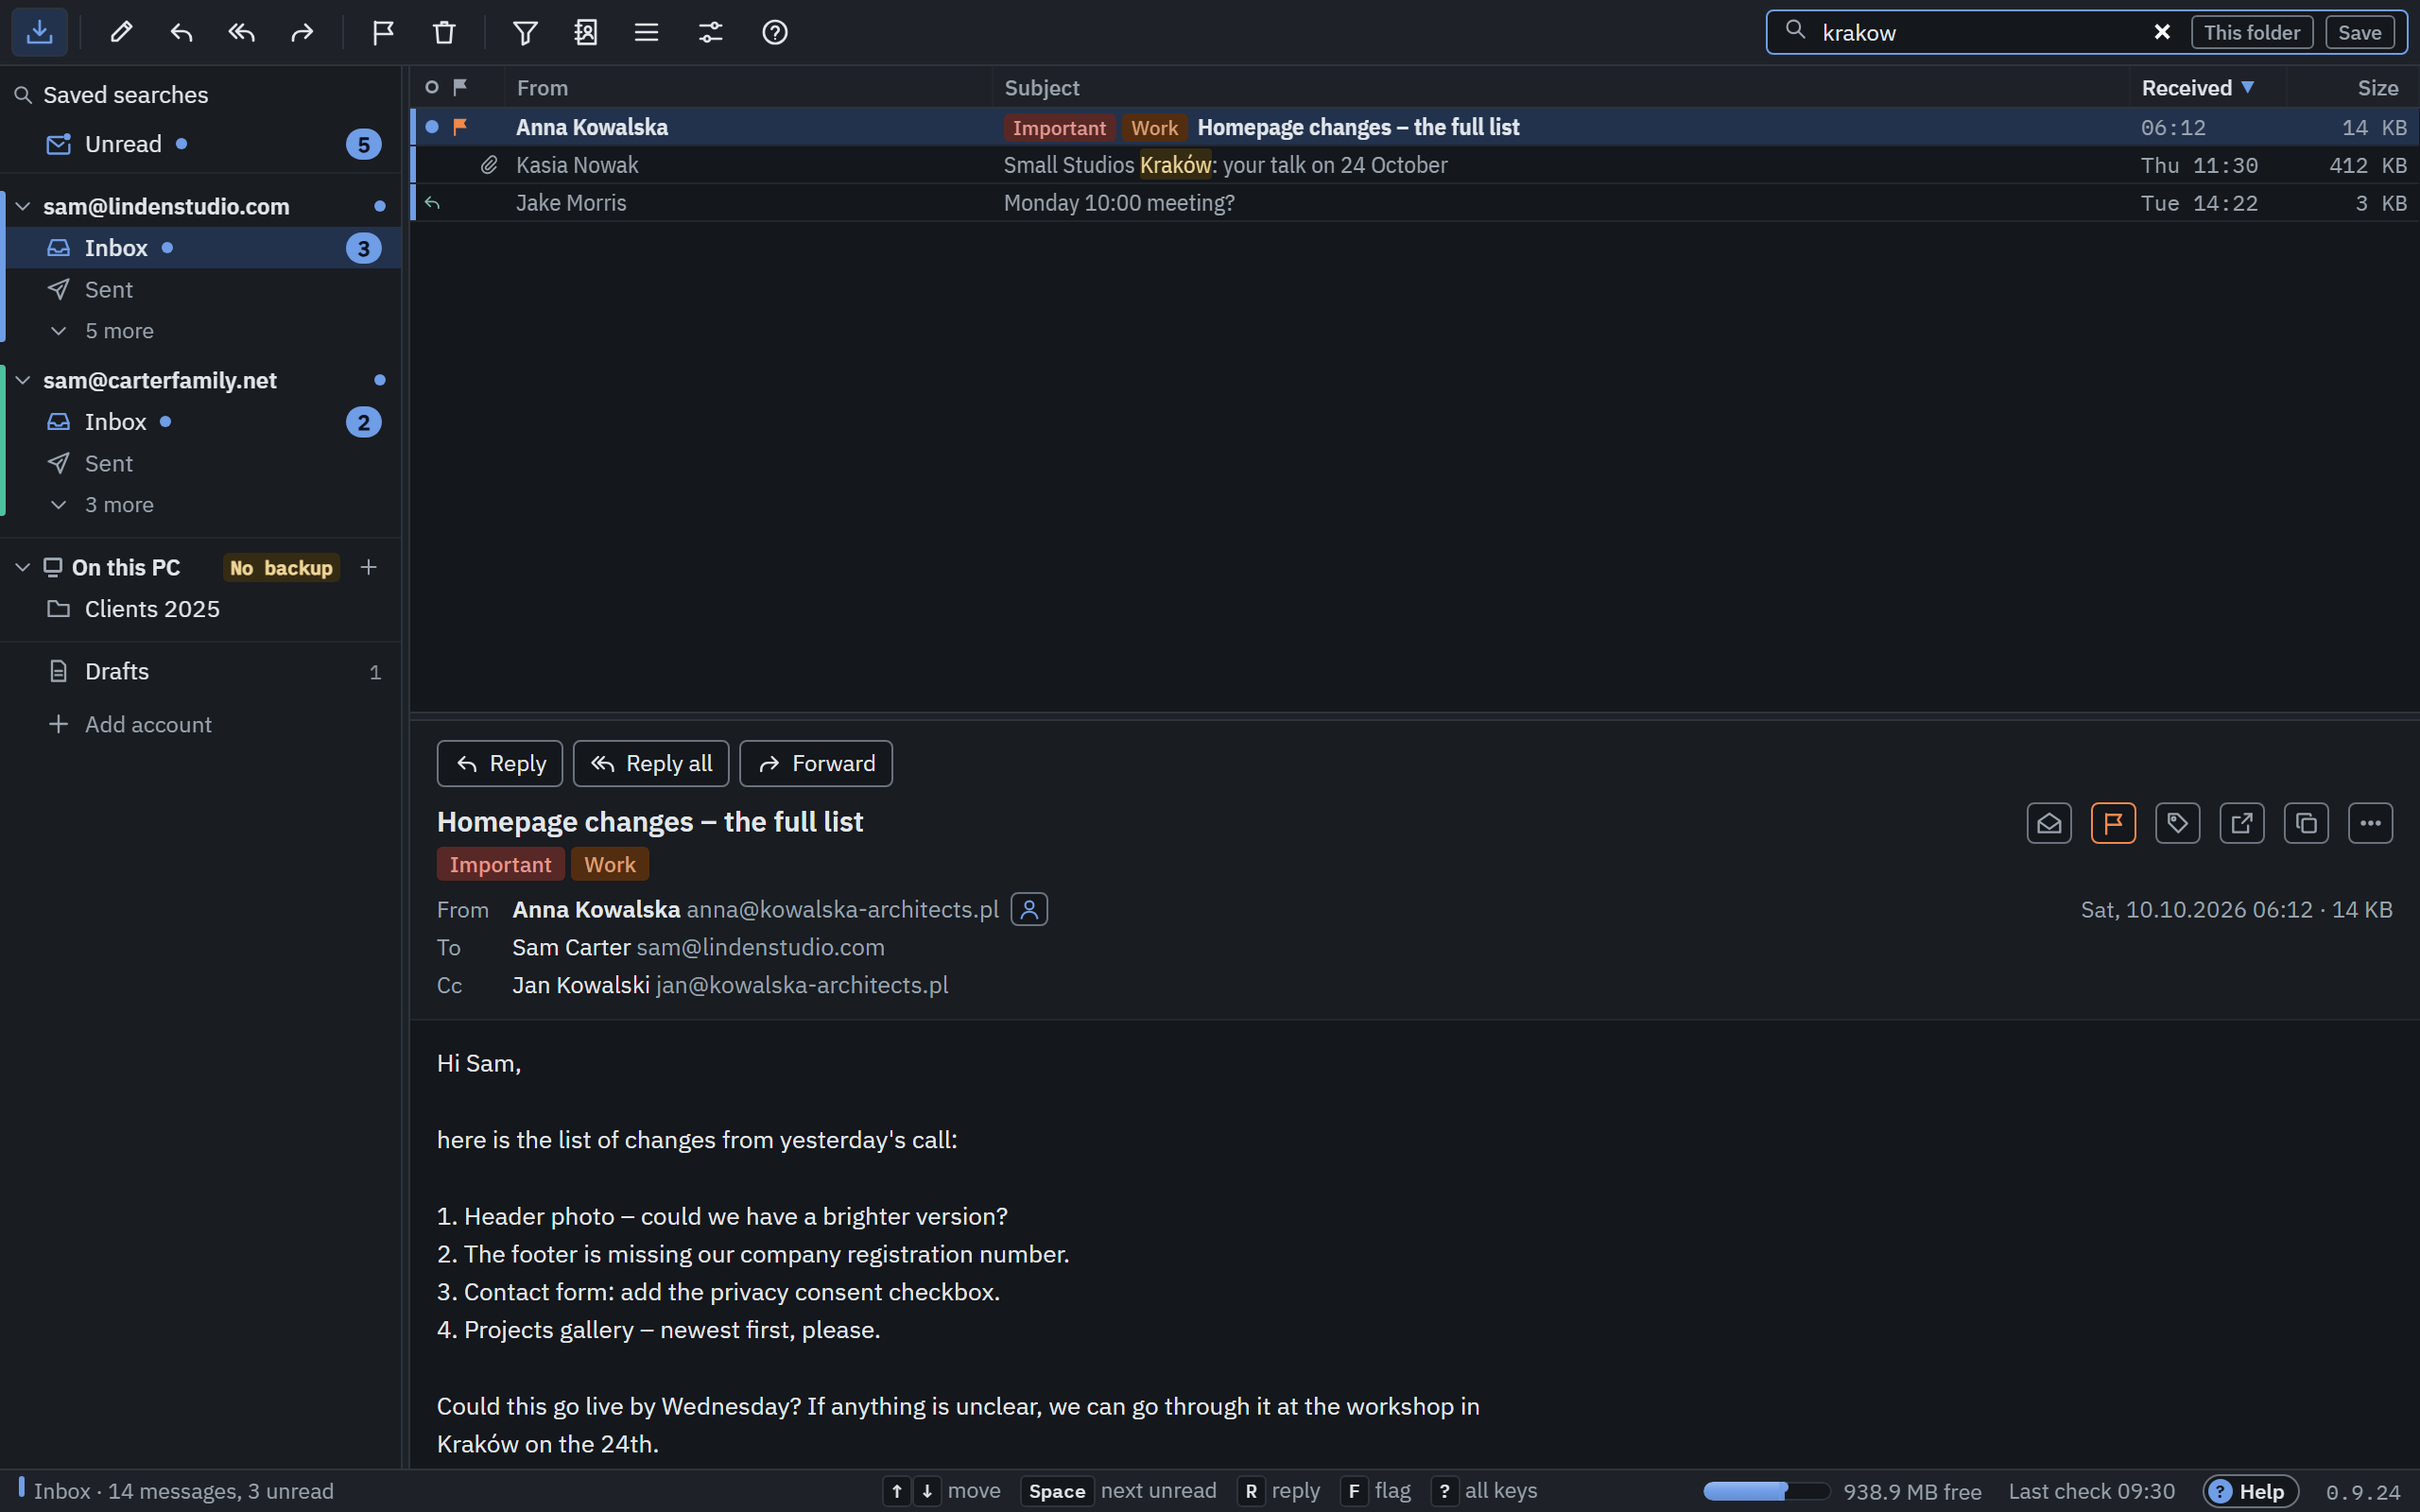 krakow This folder Save
Saved searches
Unread 5
sam@lindenstudio.com
Inbox 3
Sent
5 more
sam@carterfamily.net
Inbox 2
Sent
3 more
On this PC No backup
Clients 2025
Drafts 1
Add account
From Subject Received Size
Anna Kowalska Important Work Homepage changes – the full list 06:12 14 KB
Kasia Nowak Small Studios Kraków: your talk on 24 October Thu 11:30 412 KB
Jake Morris Monday 10:00 meeting? Tue 14:22 3 KB
Reply Reply all Forward
Homepage changes – the full list
Important Work
From Anna Kowalska anna@kowalska-architects.pl Sat, 10.10.2026 06:12 · 14 KB
To Sam Carter sam@lindenstudio.com
Cc Jan Kowalski jan@kowalska-architects.pl
Hi Sam,
here is the list of changes from yesterday's call:
1. Header photo – could we have a brighter version?
2. The footer is missing our company registration number.
3. Contact form: add the privacy consent checkbox.
4. Projects gallery – newest first, please.
Could this go live by Wednesday? If anything is unclear, we can go through it at the workshop in
Kraków on the 24th.
Inbox · 14 messages, 3 unread ↑ ↓ move Space next unread R reply F flag ? all keys 938.9 MB free Last check 09:30 ? Help 0.9.24